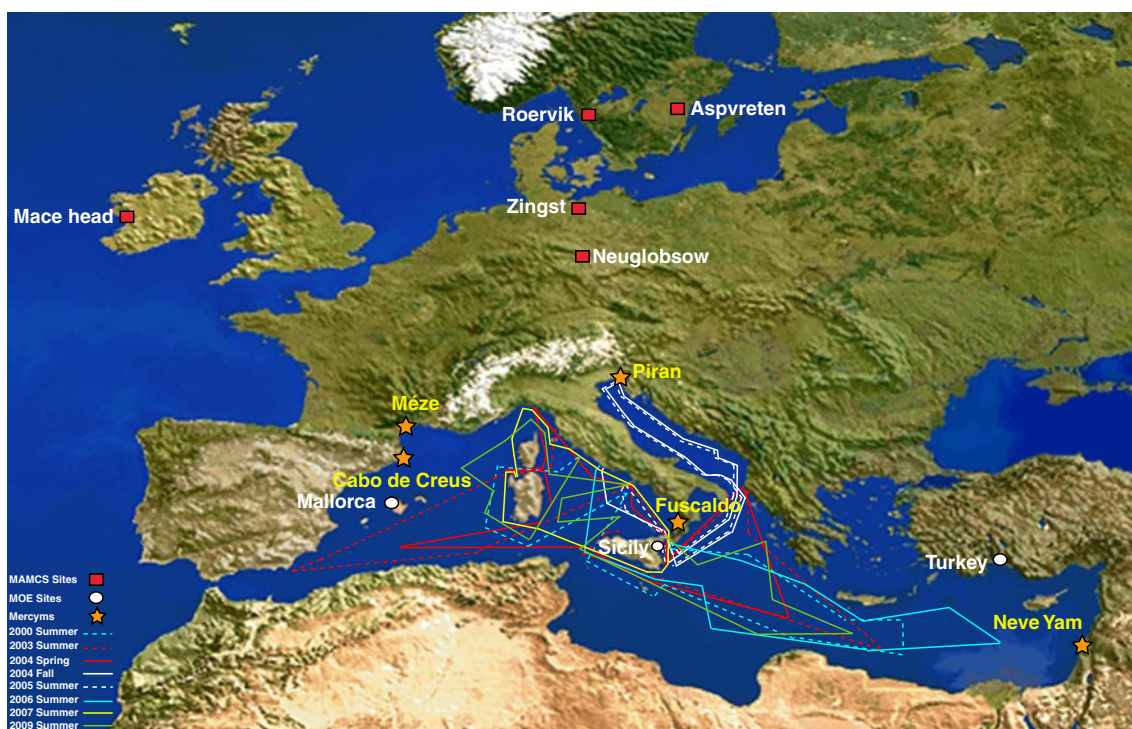 Roervik
Aspvreten
Mace head
Zingst
Neuglobsow
Piran
Méze
Cabo de Creus
Mallorca
Fuscaldo
Sicily
Turkey
Neve Yam
MAMCS Sites
MOE Sites
Mercyms
2000 Summer
2003 Summer
2004 Spring
2004 Fall
2005 Summer
2006 Summer
2007 Summer
2009 Summer